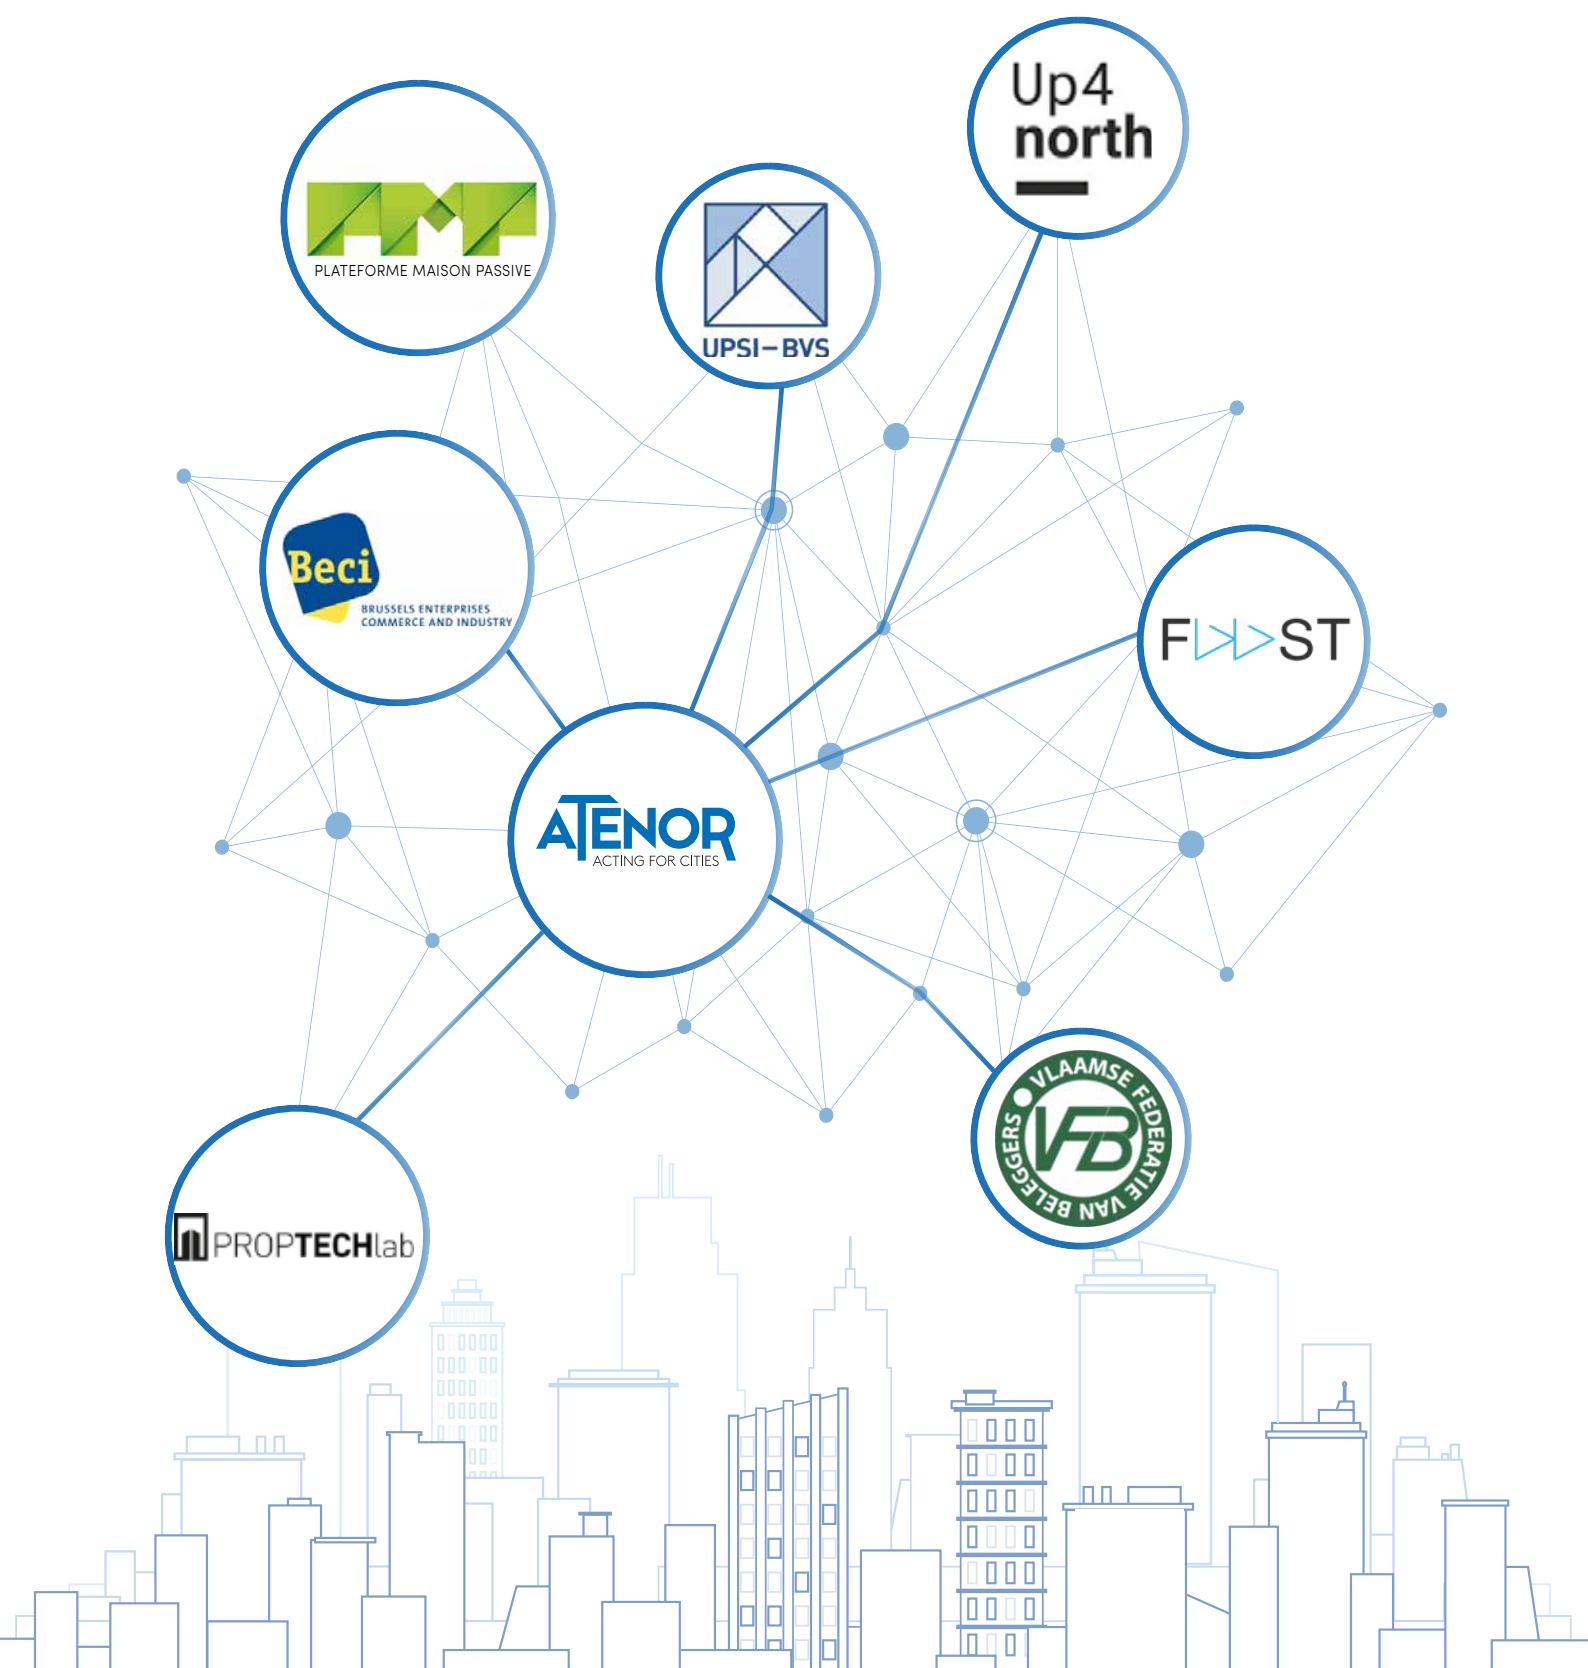 Up4
north
PLATEFORME MAISON PASSIVE
UPSI–BVS
Beci
BRUSSELS ENTERPRISES
COMMERCE AND INDUSTRY
ST
ATENOR
ACTING FOR CITIES
VLAAMSE FEDERATIE VAN BELEGGERS
VFB
PROPTECHlab